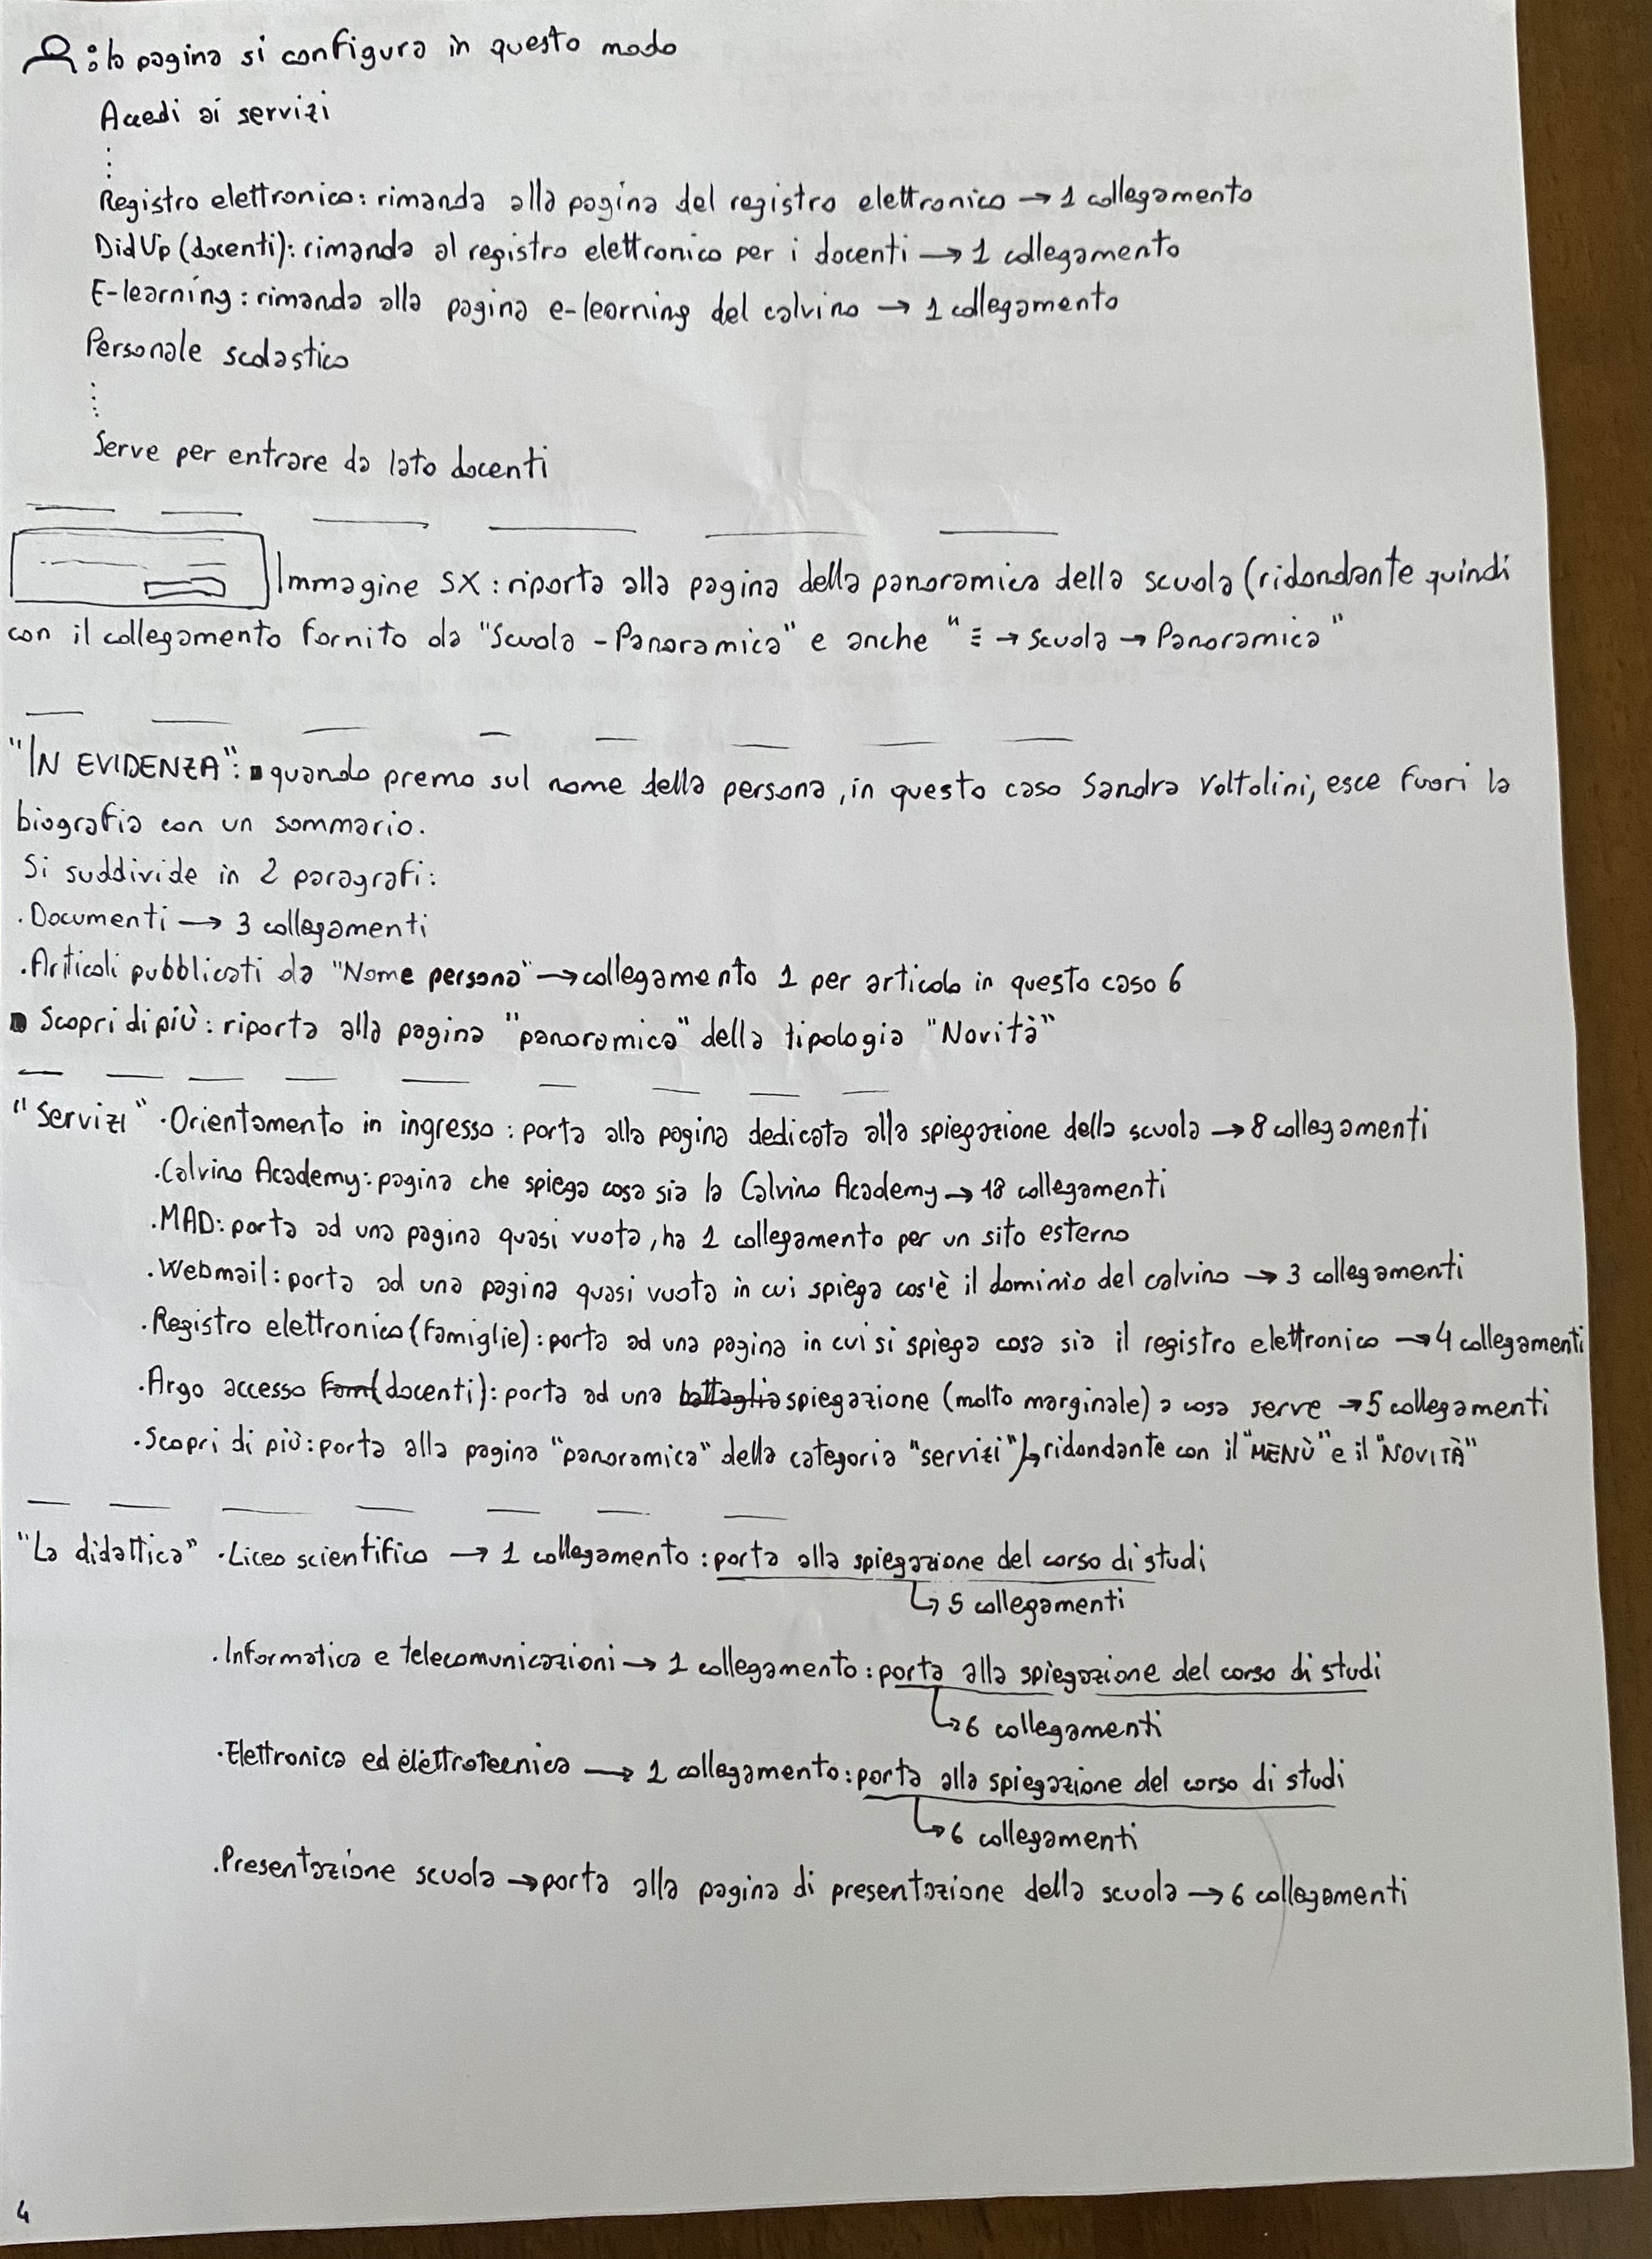 : la pagina si configura in questo modo
Accedi ai servizi
Registro elettronico: rimanda alla pagina del registro elettronico → 1 collegamento
DidUp (docenti): rimanda al registro elettronico per i docenti → 1 collegamento
E-learning: rimanda alla pagina e-learning del calvino → 1 collegamento
Personale scolastico
Serve per entrare da lato docenti
Immagine SX: riporta alla pagina della panoramica della scuola (ridondante quindi
con il collegamento fornito da "Scuola - Panoramica" e anche "☰ → Scuola → Panoramica"
"IN EVIDENZA": quando premo sul nome della persona, in questo caso Sandra Voltolini, esce fuori la
biografia con un sommario.
Si suddivide in 2 paragrafi:
. Documenti → 3 collegamenti
. Articoli pubblicati da "Nome persona" → collegamento 1 per articolo in questo caso 6
Scopri di più: riporta alla pagina "panoramica" della tipologia "Novità"
"Servizi" · Orientamento in ingresso: porta alla pagina dedicata alla spiegazione della scuola → 8 collegamenti
. Calvino Academy: pagina che spiega cosa sia la Calvino Academy → 18 collegamenti
. MAD: porta ad una pagina quasi vuota, ha 1 collegamento per un sito esterno
. Webmail: porta ad una pagina quasi vuota in cui spiega cos'è il dominio del calvino → 3 collegamenti
. Registro elettronico (famiglie): porta ad una pagina in cui si spiega cosa sia il registro elettronico → 4 collegamenti
. Argo accesso Fam (docenti): porta ad una battaglia spiegazione (molto marginale) a cosa serve → 5 collegamenti
. Scopri di più: porta alla pagina "panoramica" della categoria "servizi" ↳ ridondante con il "MENÙ" e il "NOVITÀ"
"La didattica" · Liceo scientifico → 1 collegamento: porta alla spiegazione del corso di studi
↳ 5 collegamenti
. Informatica e telecomunicazioni → 1 collegamento: porta alla spiegazione del corso di studi
↳ 6 collegamenti
. Elettronica ed elettrotecnica → 1 collegamento: porta alla spiegazione del corso di studi
↳ 6 collegamenti
. Presentazione scuola → porta alla pagina di presentazione della scuola → 6 collegamenti
4